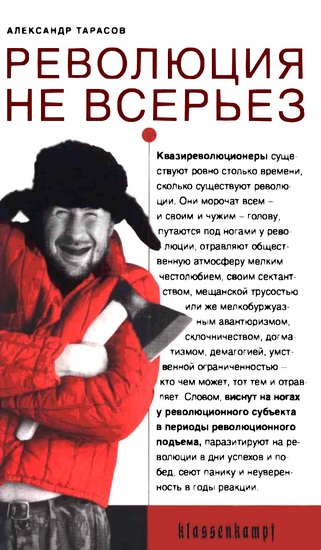 АЛЕКСАНДР ТАРАСОВ
РЕВОЛЮЦИЯ
НЕ ВСЕРЬЕЗ
Квазиреволюционеры суще-
ствуют ровно столько времени,
сколько существуют револю-
ции. Они морочат всем –
и своим и чужим – голову,
путаются под ногами у рево-
люции, отравляют общест-
венную атмосферу мелким
честолюбием, своим сектант-
ством, мещанской трусостью
или же мелкобуржуаз-
ным авантюризмом,
склочничеством, догма-
тизмом, демагогией, умст-
венной ограниченностью –
кто чем может, тот тем и отрав-
ляет. Словом, виснут на ногах
у революционного субъекта
в периоды революционного
подъема, паразитируют на ре-
волюции в дни успехов и по-
бед, сеют панику и неуверен-
ность в годы реакции.
klassenkampf